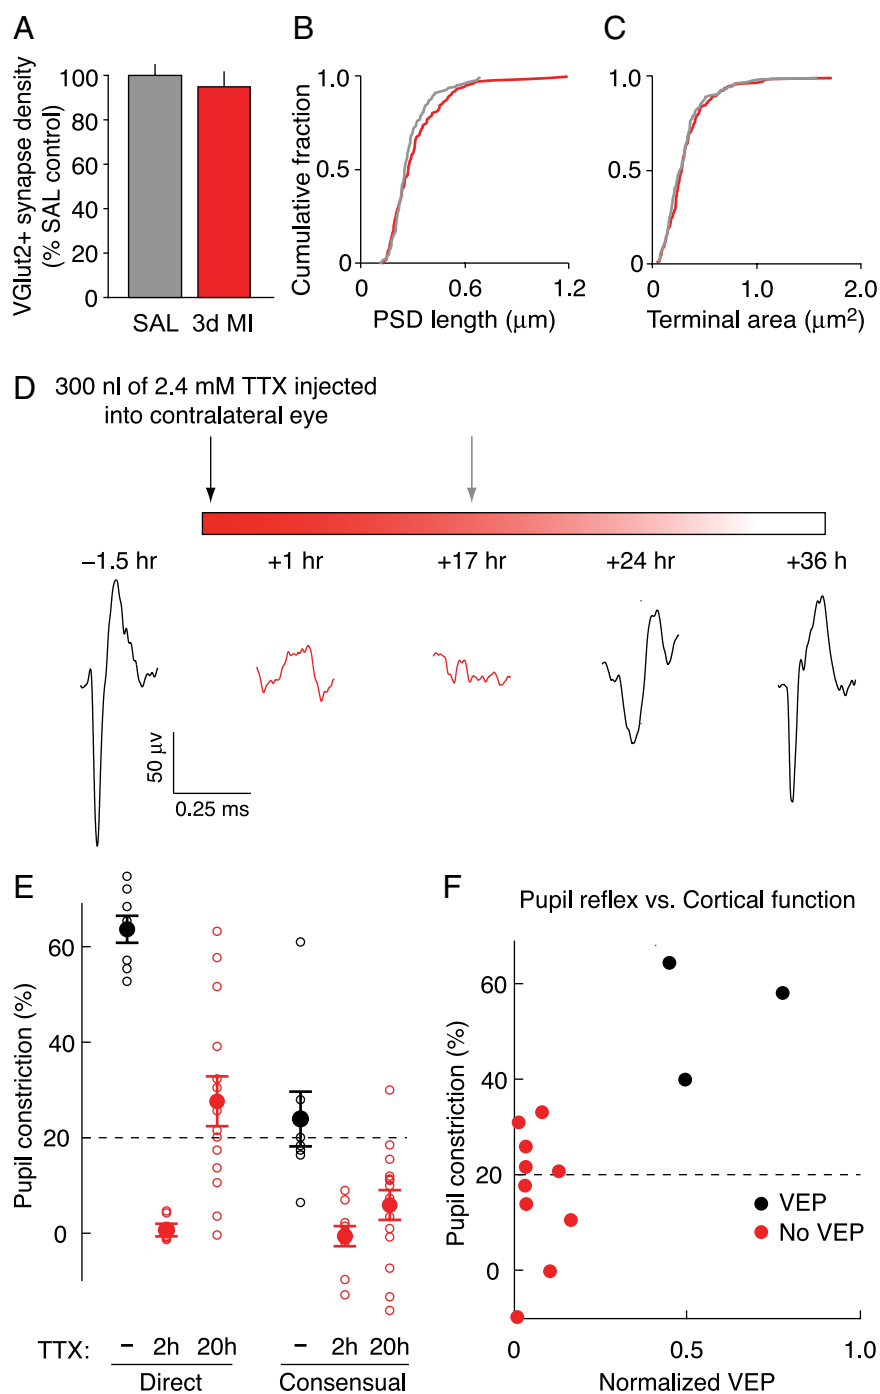 A
VGlut2+ synapse density
(% SAL control)
100
80
60
40
20
0
SAL 3d MI
B
Cumulative fraction
1.0
0.5
0
0 0.6 1.2
PSD length (μm)
C
1.0
0.5
0
0 1.0 2.0
Terminal area (μm²)
D
300 nl of 2.4 mM TTX injected
into contralateral eye
−1.5 hr +1 hr +17 hr +24 hr +36 h
50 μv
0.25 ms
E
Pupil constriction (%)
60
40
20
0
TTX: – 2h 20h – 2h 20h
Direct Consensual
F
Pupil reflex vs. Cortical function
Pupil constriction (%)
60
40
20
0
VEP
No VEP
0 0.5 1.0
Normalized VEP